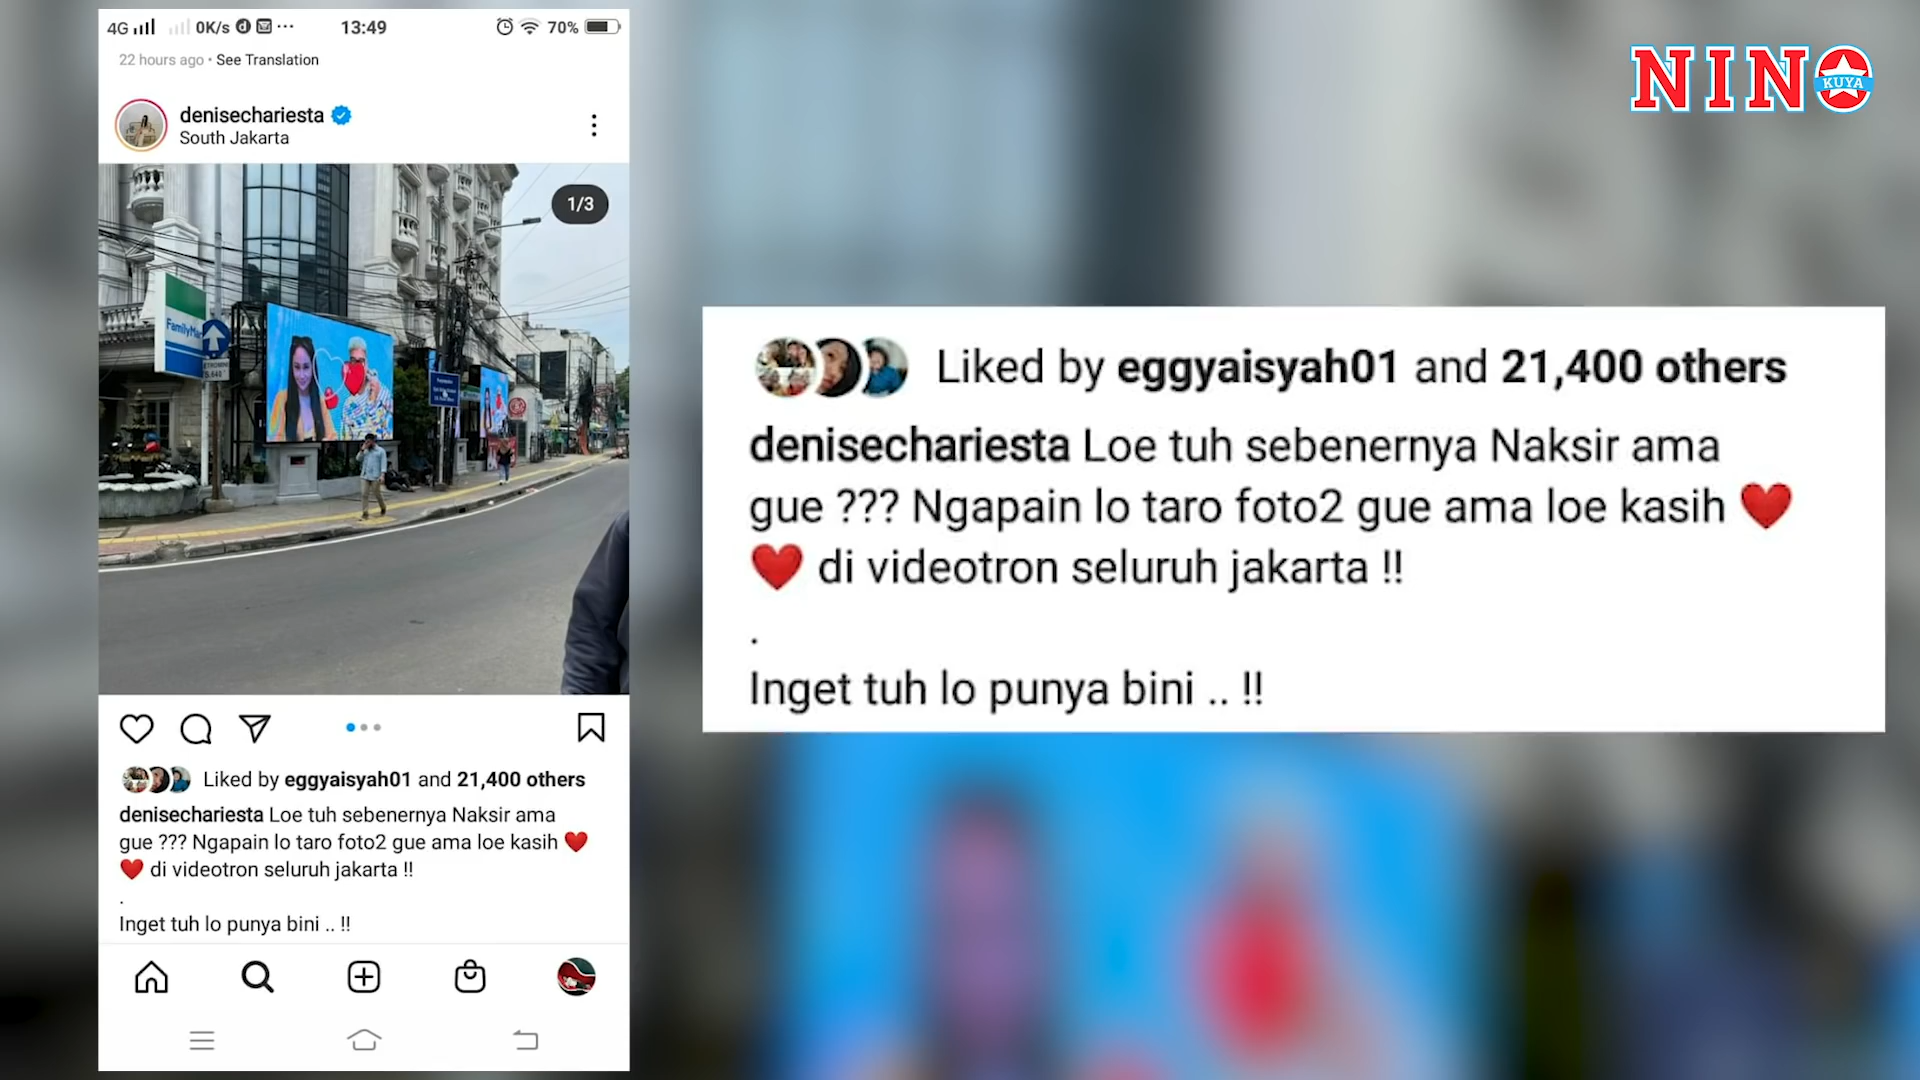 4G 0K/s 13:49 70%
22 hours ago • See Translation
denisechariesta
South Jakarta
1/3
FamilyMart
Liked by eggyaisyah01 and 21,400 others
denisechariesta Loe tuh sebenernya Naksir ama
gue ??? Ngapain lo taro foto2 gue ama loe kasih ❤️
❤️ di videotron seluruh jakarta !!
.
Inget tuh lo punya bini .. !!
NINO
KUYA
Liked by eggyaisyah01 and 21,400 others
denisechariesta Loe tuh sebenernya Naksir ama
gue ??? Ngapain lo taro foto2 gue ama loe kasih ❤️
❤️ di videotron seluruh jakarta !!
.
Inget tuh lo punya bini .. !!